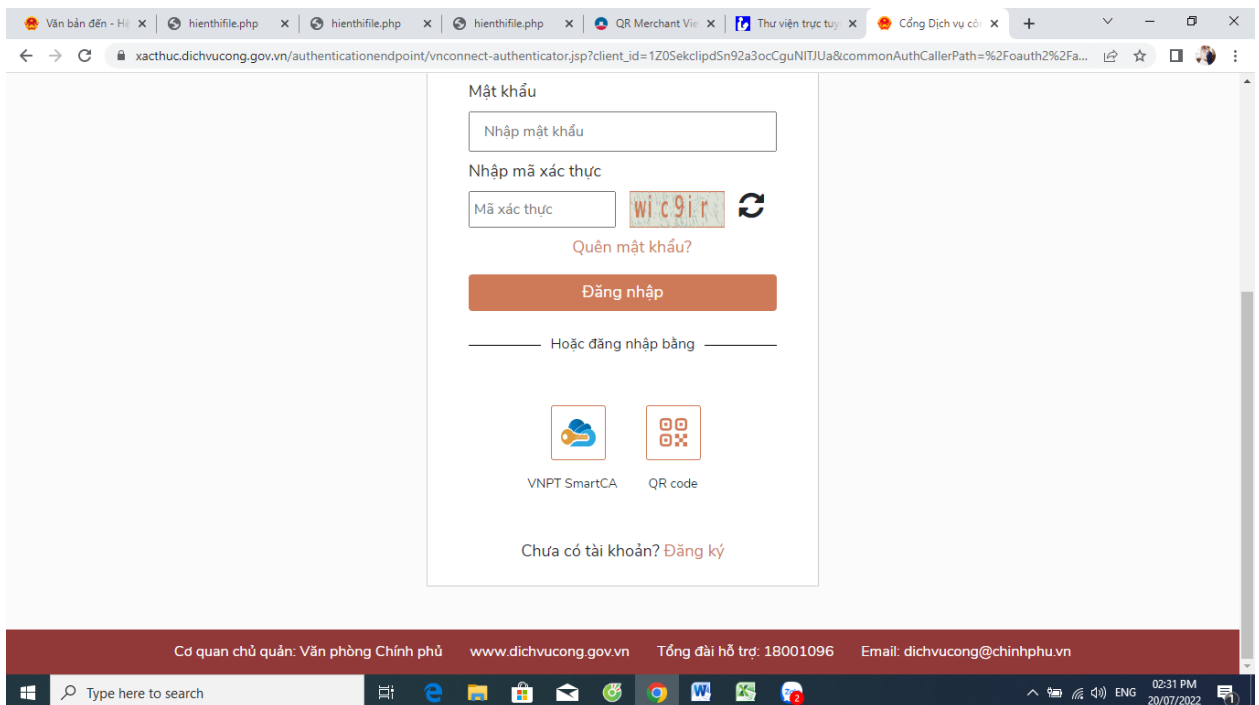 Văn bản đến - Hệ
hienthifile.php
hienthifile.php
hienthifile.php
QR Merchant Vie
Thư viện trực tuy
Cổng Dịch vụ côn
xacthuc.dichvucong.gov.vn/authenticationendpoint/vnconnect-authenticator.jsp?client_id=1Z0SekclipdSn92a3ocCguNITJUa&commonAuthCallerPath=%2Foauth2%2Fa...
Mật khẩu
Nhập mật khẩu
Nhập mã xác thực
Mã xác thực
wic9ir
Quên mật khẩu?
Đăng nhập
Hoặc đăng nhập bằng
VNPT SmartCA QR code
Chưa có tài khoản? Đăng ký
Cơ quan chủ quản: Văn phòng Chính phủ www.dichvucong.gov.vn Tổng đài hỗ trợ: 18001096 Email: dichvucong@chinhphu.vn
Type here to search
ENG
02:31 PM
20/07/2022